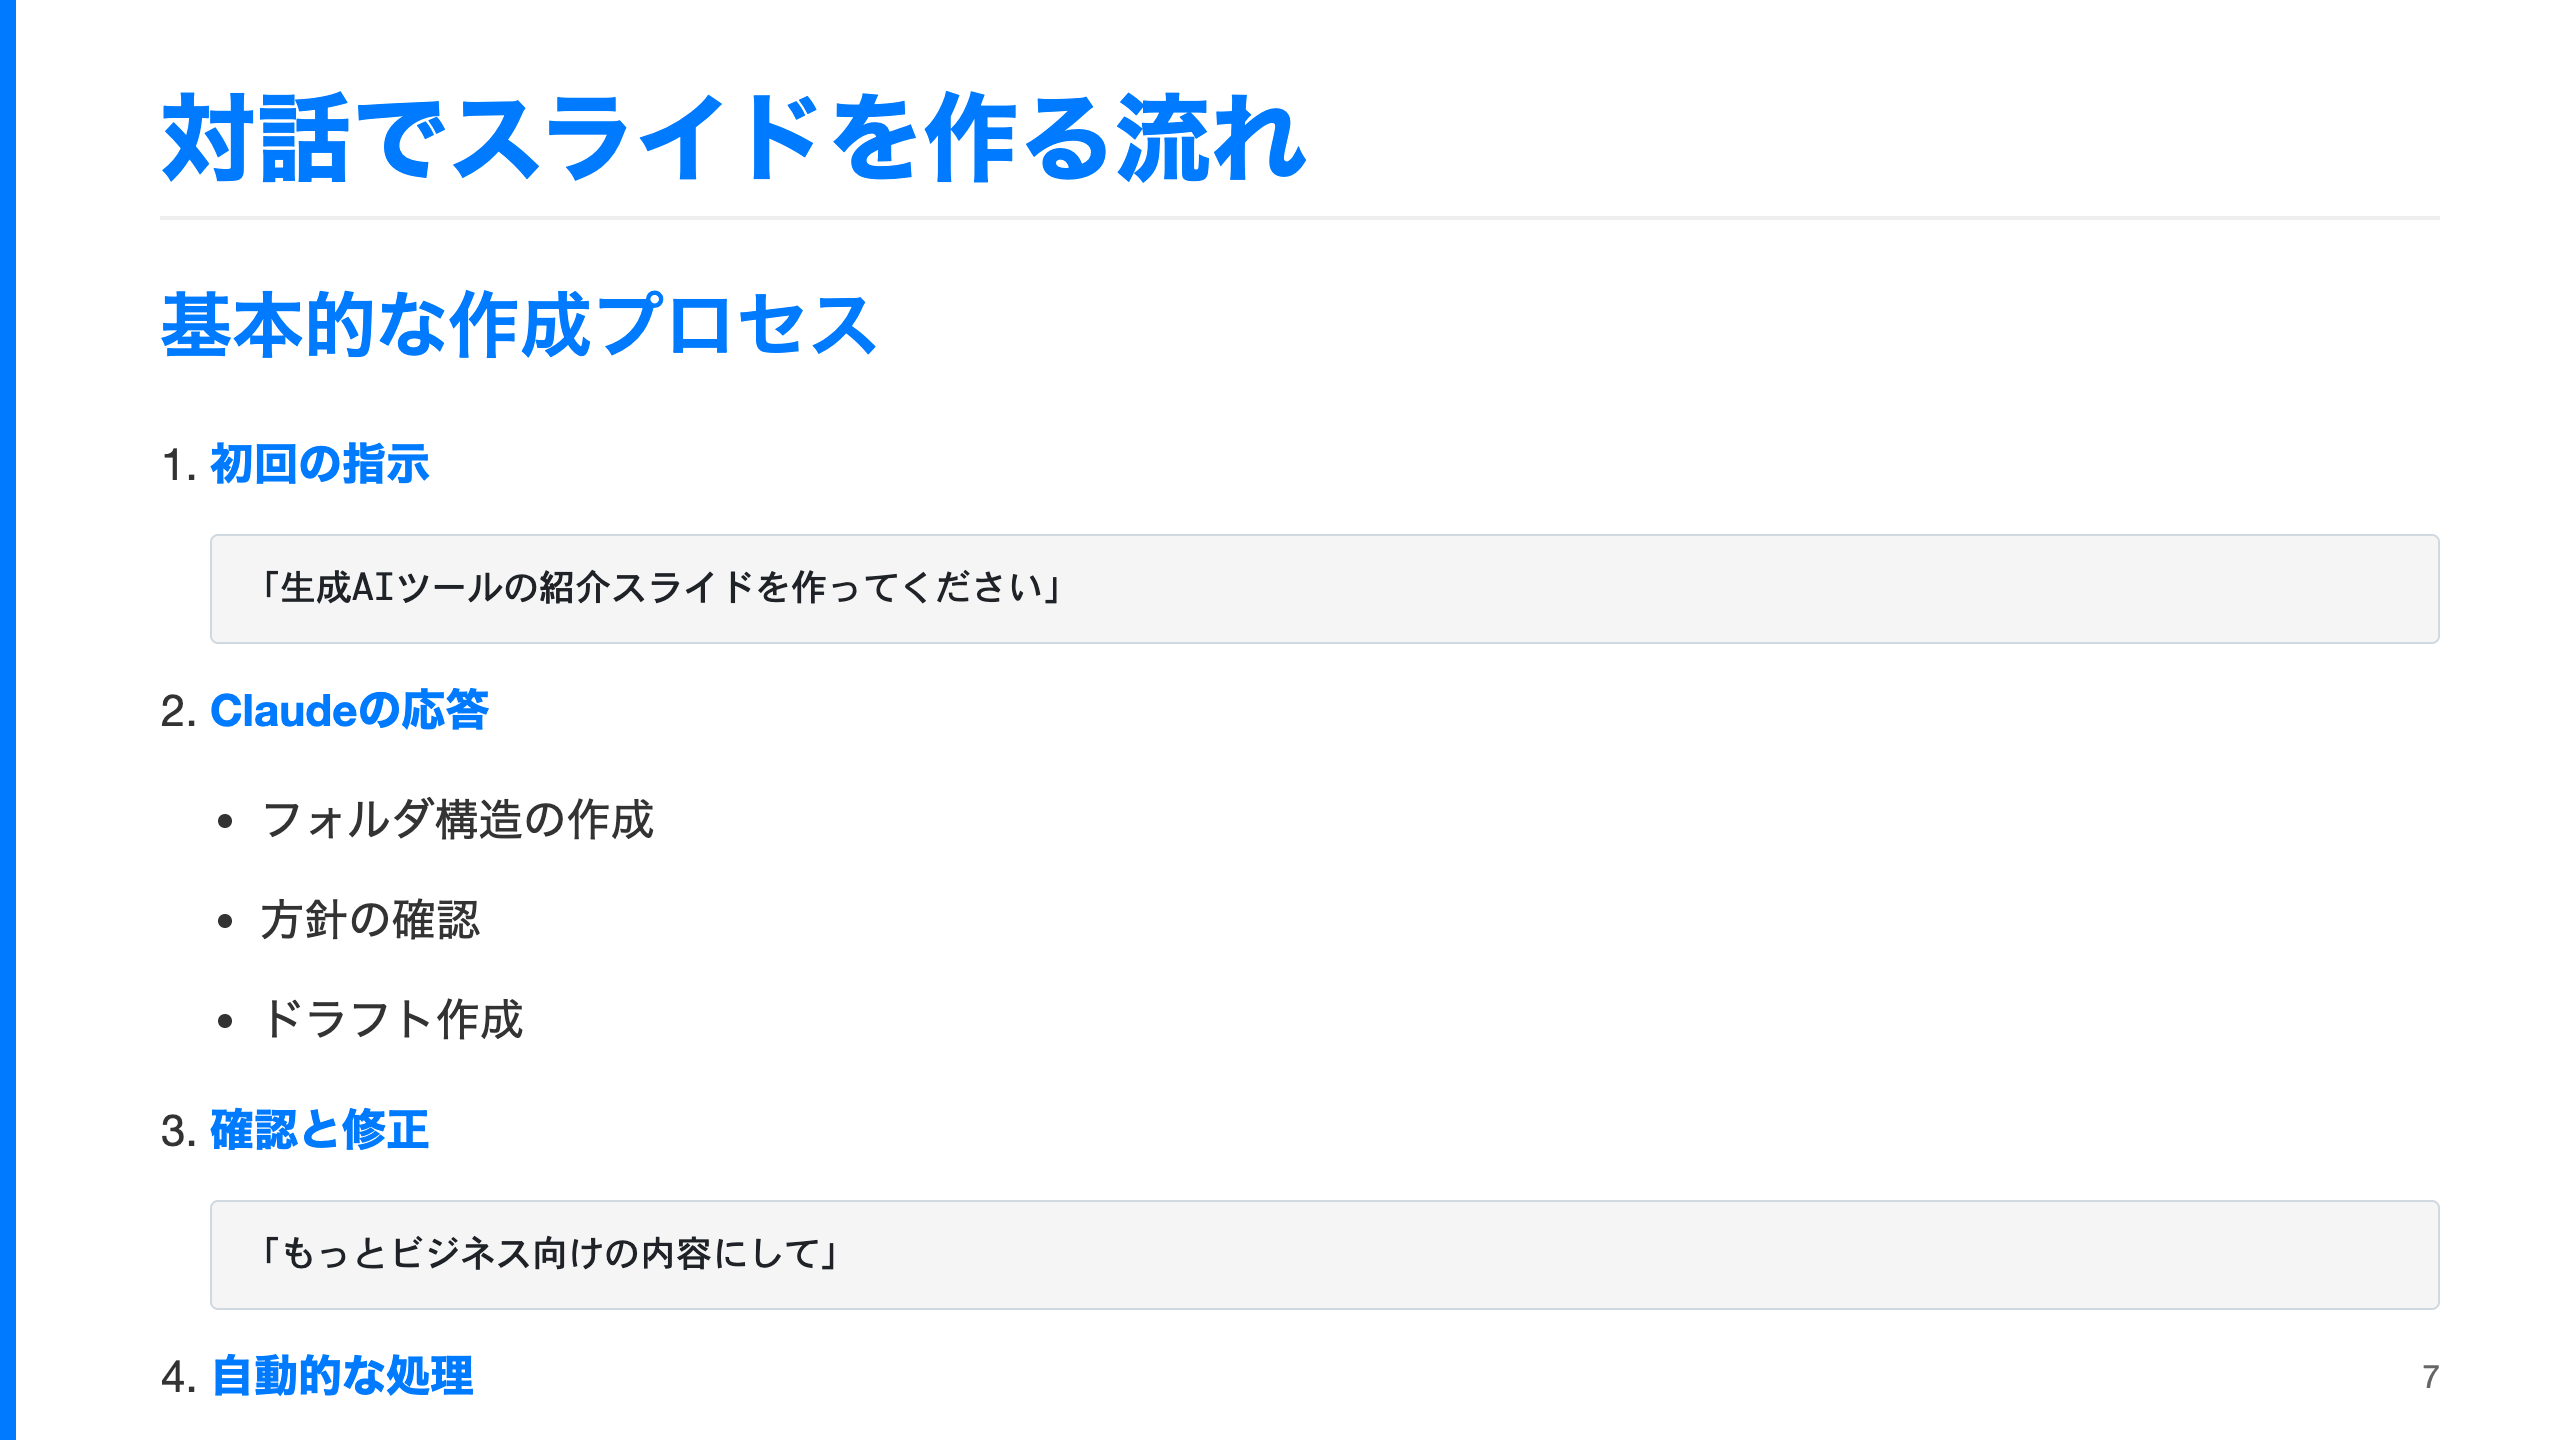 対話でスライドを作る流れ
基本的な作成プロセス
1. 初回の指示
「生成AIツールの紹介スライドを作ってください」
2. Claudeの応答
• フォルダ構造の作成
• 方針の確認
• ドラフト作成
3. 確認と修正
「もっとビジネス向けの内容にして」
4. 自動的な処理
7